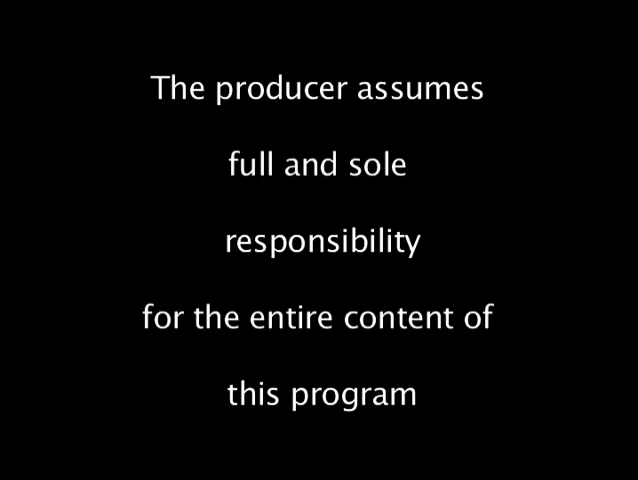 The producer assumes
full and sole
responsibility
for the entire content of
this program